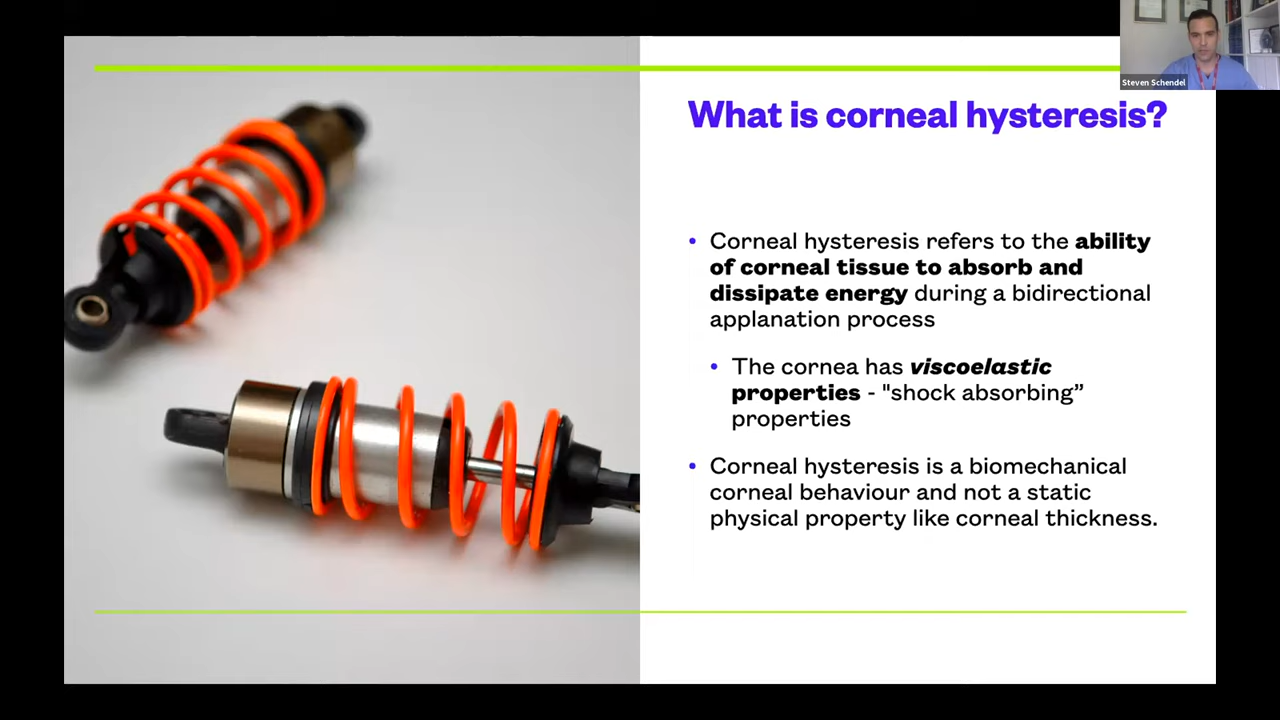 Steven Schendel
What is corneal hysteresis?
• Corneal hysteresis refers to the ability
of corneal tissue to absorb and
dissipate energy during a bidirectional
applanation process
• The cornea has viscoelastic
properties - "shock absorbing”
properties
• Corneal hysteresis is a biomechanical
corneal behaviour and not a static
physical property like corneal thickness.